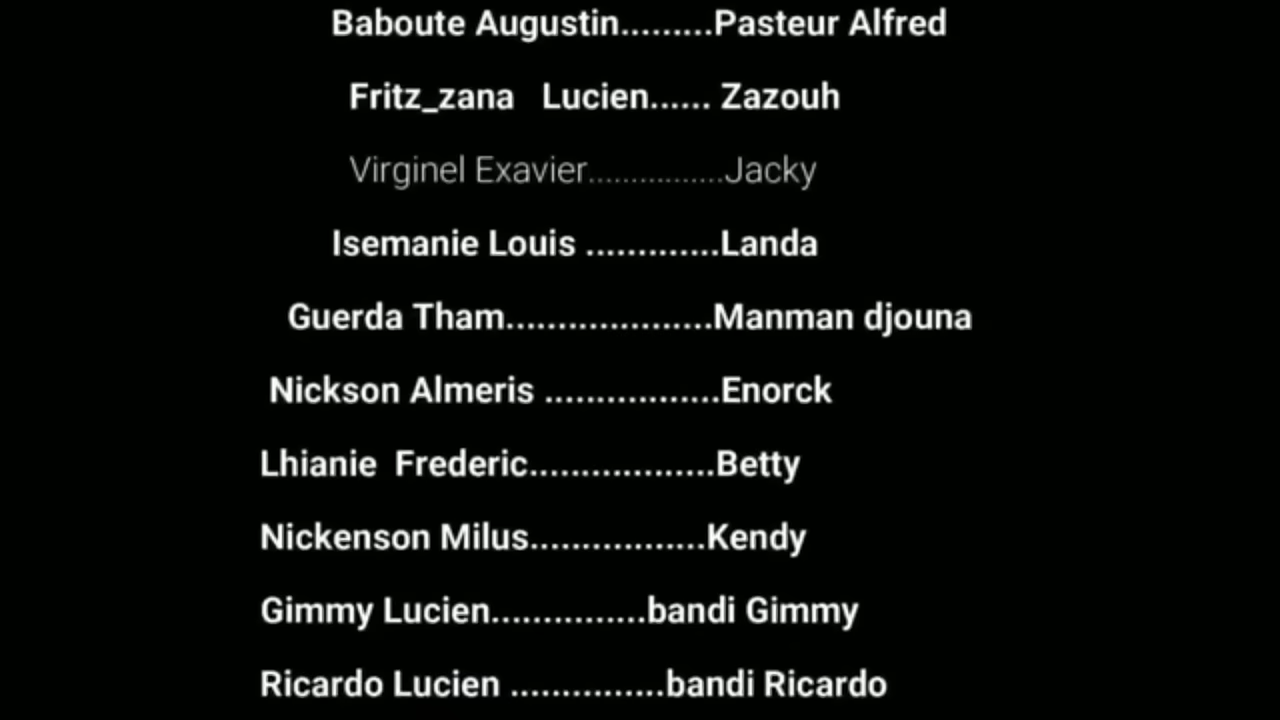 Baboute Augustin.........Pasteur Alfred
Fritz_zana Lucien...... Zazouh
Virginel Exavier................Jacky
Isemanie Louis .............Landa
Guerda Tham....................Manman djouna
Nickson Almeris .................Enorck
Lhianie Frederic..................Betty
Nickenson Milus.................Kendy
Gimmy Lucien...............bandi Gimmy
Ricardo Lucien ...............bandi Ricardo